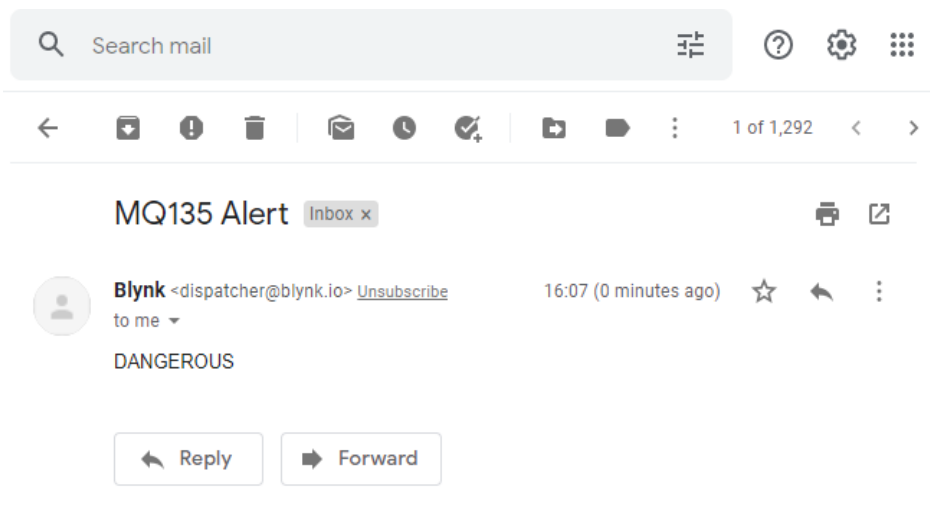 Search mail
1 of 1,292
MQ135 Alert Inbox x
Blynk <dispatcher@blynk.io> Unsubscribe 16:07 (0 minutes ago)
to me
DANGEROUS
Reply Forward